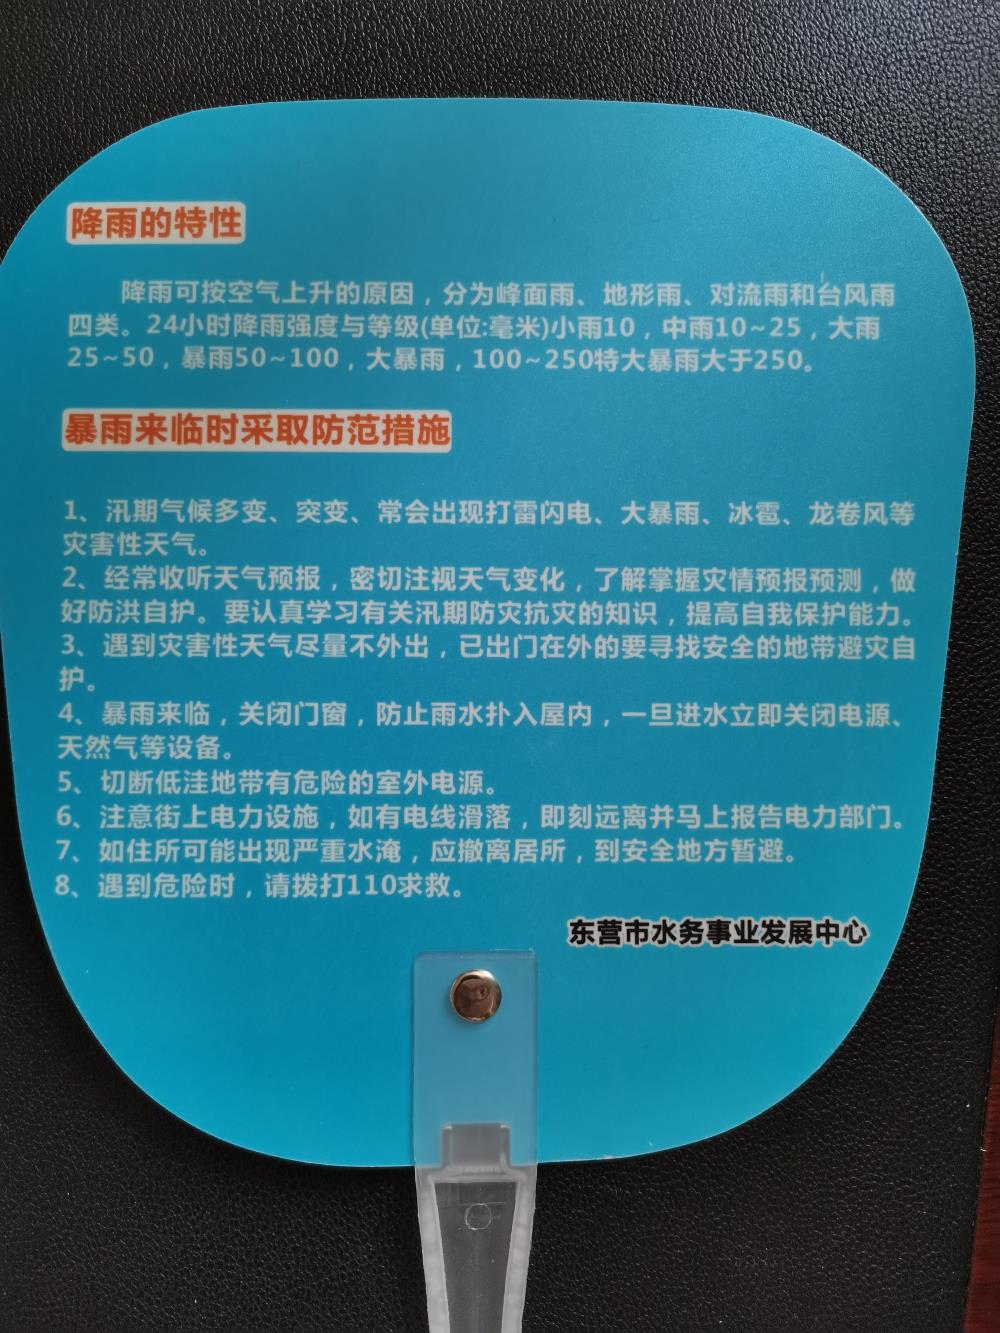 降雨的特性
降雨可按空气上升的原因，分为峰面雨、地形雨、对流雨和台风雨
四类。24小时降雨强度与等级(单位:毫米)小雨10，中雨10~25，大雨
25~50，暴雨50~100，大暴雨，100~250特大暴雨大于250。
暴雨来临时采取防范措施
1、汛期气候多变、突变、常会出现打雷闪电、大暴雨、冰雹、龙卷风等
灾害性天气。
2、经常收听天气预报，密切注视天气变化，了解掌握灾情预报预测，做
好防洪自护。要认真学习有关汛期防灾抗灾的知识，提高自我保护能力。
3、遇到灾害性天气尽量不外出，已出门在外的要寻找安全的地带避灾自
护。
4、暴雨来临，关闭门窗，防止雨水扑入屋内，一旦进水立即关闭电源、
天然气等设备。
5、切断低洼地带有危险的室外电源。
6、注意街上电力设施，如有电线滑落，即刻远离并马上报告电力部门。
7、如住所可能出现严重水淹，应撤离居所，到安全地方暂避。
8、遇到危险时，请拨打110求救。
东营市水务事业发展中心